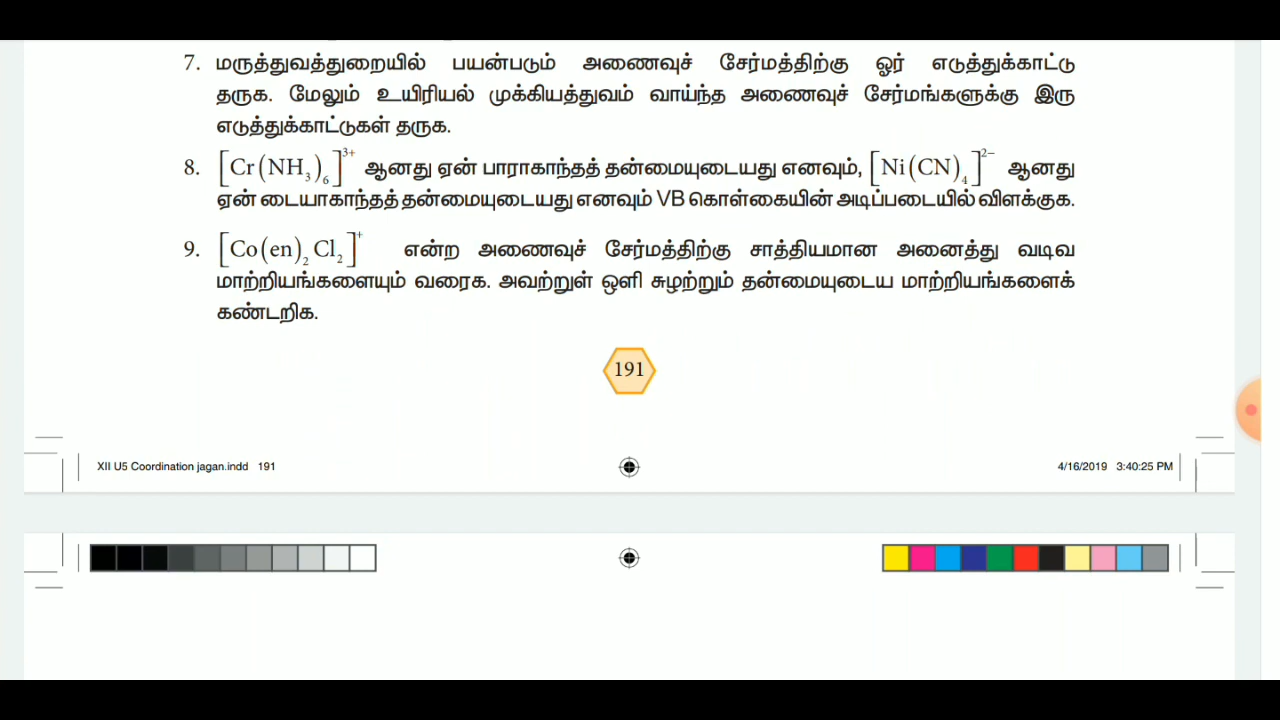 7. மருத்துவத்துறையில் பயன்படும் அணைவுச் சேர்மத்திற்கு ஓர் எடுத்துக்காட்டு
தருக. மேலும் உயிரியல் முக்கியத்துவம் வாய்ந்த அணைவுச் சேர்மங்களுக்கு இரு
எடுத்துக்காட்டுகள் தருக.
8. [Cr(NH₃)₆]³⁺ ஆனது ஏன் பாராகாந்தத் தன்மையுடையது எனவும், [Ni(CN)₄]²⁻ ஆனது
ஏன் டையாகாந்தத் தன்மையுடையது எனவும் VB கொள்கையின் அடிப்படையில் விளக்குக.
9. [Co(en)₂Cl₂]⁺ என்ற அணைவுச் சேர்மத்திற்கு சாத்தியமான அனைத்து வடிவ
மாற்றியங்களையும் வரைக. அவற்றுள் ஒளி சுழற்றும் தன்மையுடைய மாற்றியங்களைக்
கண்டறிக.
191
XII U5 Coordination jagan.indd 191
4/16/2019 3:40:25 PM